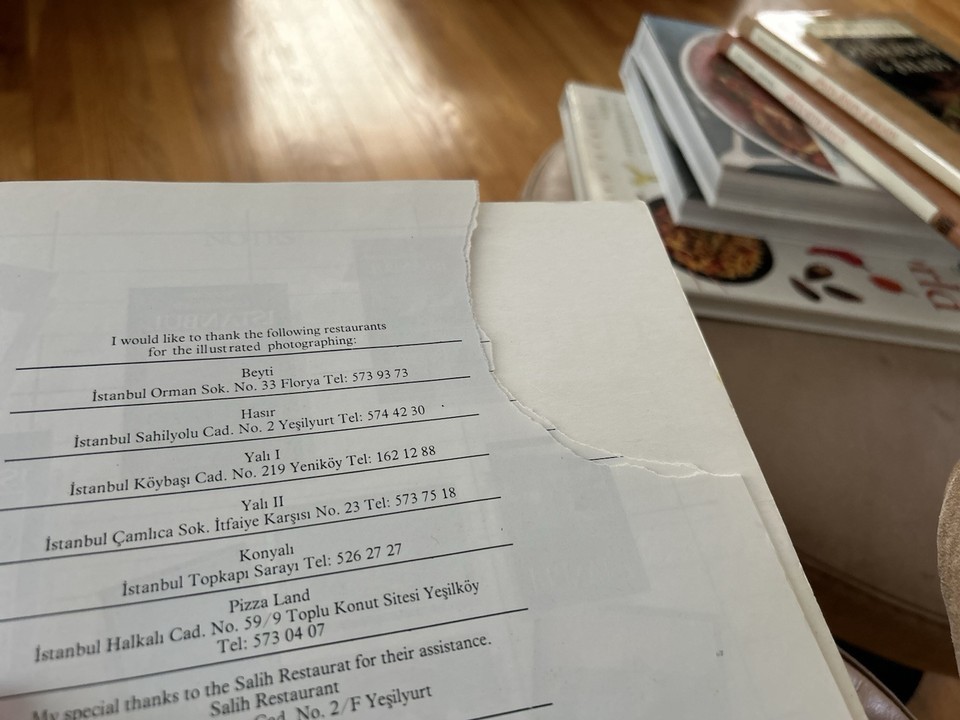 I would like to thank the following restaurants
for the illustrated photographing:
Beyti
İstanbul Orman Sok. No. 33 Florya Tel: 573 93 73
Hasır
İstanbul Sahilyolu Cad. No. 2 Yeşilyurt Tel: 574 42 30
Yalı I
İstanbul Köybaşı Cad. No. 219 Yeniköy Tel: 162 12 88
Yalı II
İstanbul Çamlıca Sok. İtfaiye Karşısı No. 23 Tel: 573 75 18
Konyalı
İstanbul Topkapı Sarayı Tel: 526 27 27
Pizza Land
İstanbul Halkalı Cad. No. 59/9 Toplu Konut Sitesi Yeşilköy
Tel: 573 04 07
My special thanks to the Salih Restaurat for their assistance.
Salih Restaurant
Cad. No. 2/F Yeşilyurt